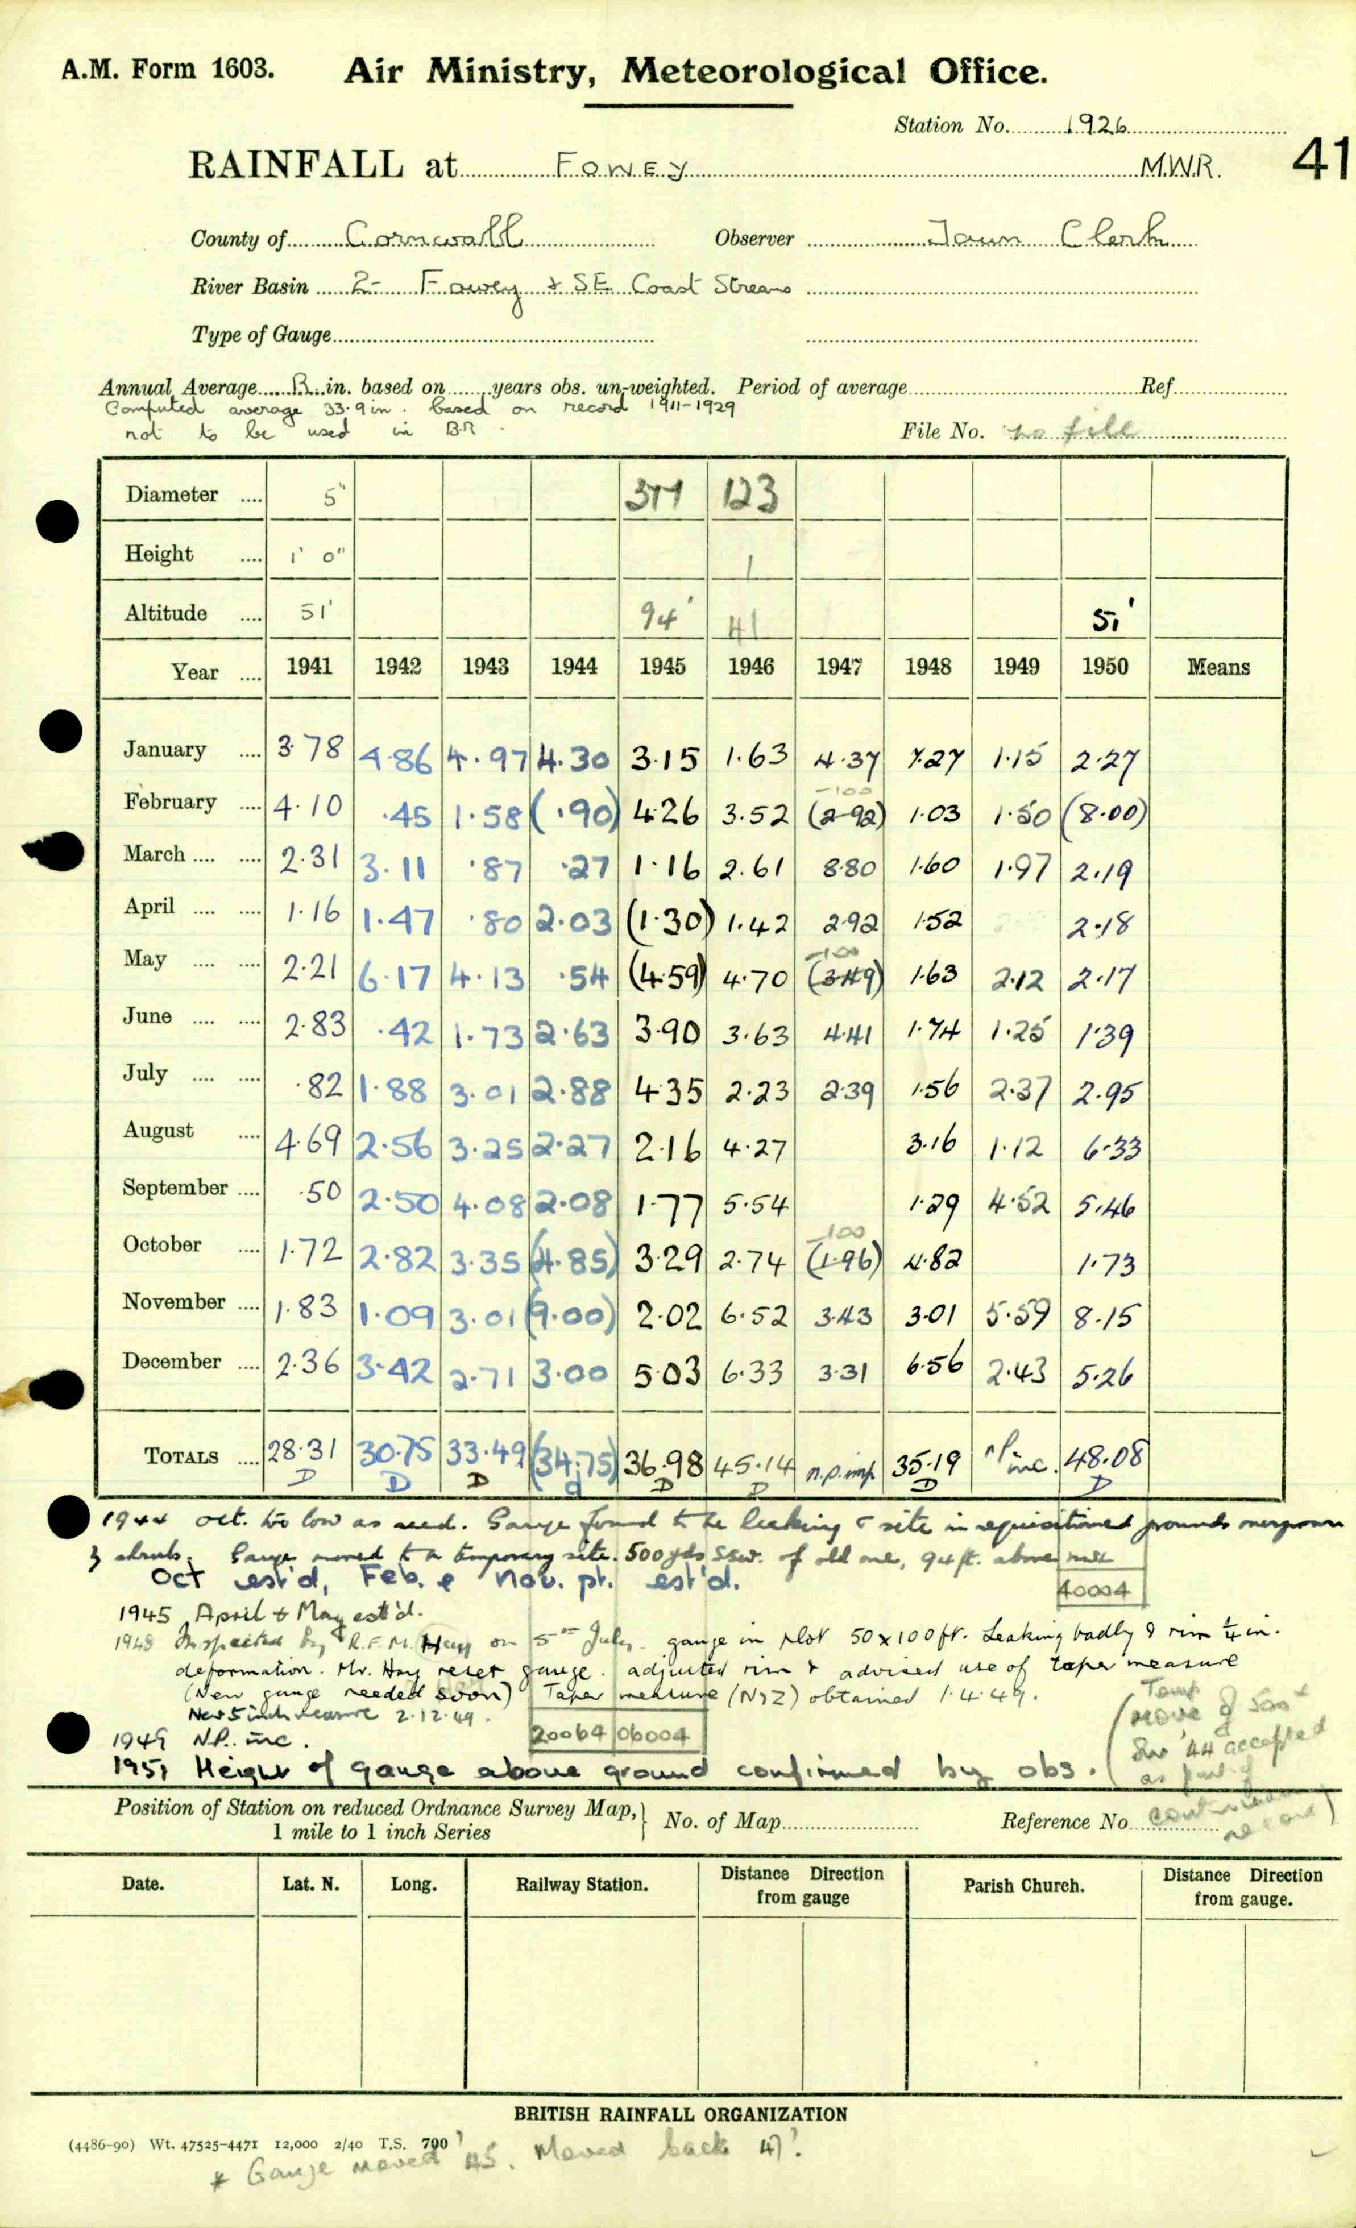 A.M. Form 1603. Air Ministry, Meteorological Office.
Station No. 1926
RAINFALL at Fowey M.W.R. 41
County of Cornwall Observer Town Clerk
River Basin 2- Fowey & SE Coast Streams
Type of Gauge
Annual Average R in. based on years obs. un-weighted. Period of average Ref
Computed average 33.9 in. based on record 1911-1929
not to be used in BR.
File No. no file
Diameter .... 5" 377 123
Height .... 1' 0" 1
Altitude .... 51' 94' 41 51'
Year .... 1941 1942 1943 1944 1945 1946 1947 1948 1949 1950 Means
January .... 3.78 4.86 4.97 4.30 3.15 1.63 4.37 7.27 1.15 2.27
-100
February .... 4.10 .45 1.58 (.90) 4.26 3.52 (2.92) 1.03 1.50 (8.00)
March .... .... 2.31 3.11 .87 .27 1.16 2.61 8.80 1.60 1.97 2.19
April .... .... 1.16 1.47 .80 2.03 (1.30) 1.42 2.92 1.52 2.18
-100
May .... .... 2.21 6.17 4.13 .54 (4.59) 4.70 (3.49) 1.63 2.12 2.17
June .... .... 2.83 .42 1.73 2.63 3.90 3.63 4.41 1.74 1.25 1.39
July .... .... .82 1.88 3.01 2.88 4.35 2.23 2.39 1.56 2.37 2.95
August .... 4.69 2.56 3.25 2.27 2.16 4.27 3.16 1.12 6.33
September .... .50 2.50 4.08 2.08 1.77 5.54 1.29 4.52 5.46
-100
October .... 1.72 2.82 3.35 (4.85) 3.29 2.74 (1.96) 4.82 1.73
November .... 1.83 1.09 3.01 (9.00) 2.02 6.52 3.43 3.01 5.59 8.15
December .... 2.36 3.42 2.71 3.00 5.03 6.33 3.31 6.56 2.43 5.26
TOTALS .... 28.31 30.75 33.49 (34.75) 36.98 45.14 n.p. imp. 35.19 n.P. inc. 48.08
D D D d D D D D
1944 Oct. too low as recd. Gauge found to be leaking & site in requisitioned grounds overgrown
by shrubs. Gauge moved to a temporary site. 500 yds SSW. of old one, 94 ft. above msl
Oct est'd, Feb. & Nov. pt. est'd.
40004
1945 April & May est'd.
1948 Inspected by R.F.M. Hay on 5th July. gauge in plot 50 x 100 ft. Leaking badly & rim 1/4 in.
deformation. Mr. Hay reset gauge. adjusted rim & advised use of taper measure
(New gauge needed soon) Taper measure (NIZ) obtained 1.4.49.
New 5 inch measure 2.12.49.
20064 06004
1949 N.P. inc.
1951 Height of gauge above ground confirmed by obs.
(Temp
move of 500x
SSW '44 accepted
as part of
continuous
record)
Position of Station on reduced Ordnance Survey Map,
1 mile to 1 inch Series
No. of Map Reference No
Date. Lat. N. Long. Railway Station. Distance Direction from gauge Parish Church. Distance Direction from gauge.
BRITISH RAINFALL ORGANIZATION
(4486-90) Wt. 47525-4471 12,000 2/40 T.S. 700
* Gauge moved '45. Moved back 47?